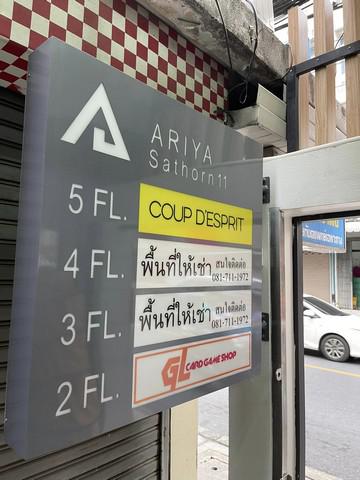 ARIYA
Sathorn 11
5 FL. COUP D'ESPRIT
4 FL. พื้นที่ให้เช่า สนใจติดต่อ
081-711-1972
3 FL. พื้นที่ให้เช่า สนใจติดต่อ
081-711-1972
2 FL. GL CARD GAME SHOP